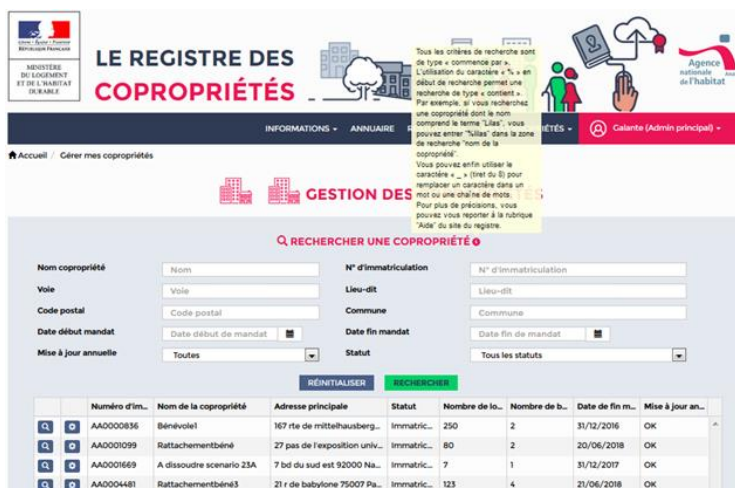 Liberté • Égalité • Fraternité
RÉPUBLIQUE FRANÇAISE
MINISTÈRE
DU LOGEMENT
ET DE L'HABITAT
DURABLE
LE REGISTRE DES
COPROPRIÉTÉS
Agence
nationale
de l'habitat
Tous les critères de recherche sont
de type « commence par ».
L'utilisation du caractère « % » en
début de recherche permet une
recherche de type « contient ».
Par exemple, si vous recherchez
une copropriété dont le nom
comprend le terme "Lilas", vous
pouvez entrer "%lilas" dans la zone
de recherche "nom de la
copropriété".
Vous pouvez enfin utiliser le
caractère « _ » (tiret du 8) pour
remplacer un caractère dans un
mot ou une chaîne de mots.
Pour plus de précisions, vous
pouvez vous reporter à la rubrique
"Aide" du site du registre.
INFORMATIONS ANNUAIRE R ÉTÉS Galante (Admin principal)
Accueil / Gérer mes copropriétés
GESTION DES
RECHERCHER UNE COPROPRIÉTÉ
Nom copropriété Nom N° d'immatriculation N° d'immatriculation
Voie Voie Lieu-dit Lieu-dit
Code postal Code postal Commune Commune
Date début mandat Date début de mandat Date fin mandat Date fin de mandat
Mise à jour annuelle Toutes Statut Tous les statuts
RÉINITIALISER RECHERCHER
Numéro d'im... Nom de la copropriété Adresse principale Statut Nombre de lo... Nombre de b... Date de fin m... Mise à jour an...
AA0000836 Bénévole1 167 rte de mittelhausberg... Immatric... 250 2 31/12/2016 OK
AA0001099 Rattachementbéné 27 pas de l'exposition univ... Immatric... 80 2 20/06/2018 OK
AA0001669 A dissoudre scenario 23A 7 bd du sud est 92000 Na... Immatric... 7 1 31/12/2017 OK
AA0004481 Rattachementbéné3 21 r de babylone 75007 Pa... Immatric... 123 4 21/06/2018 OK